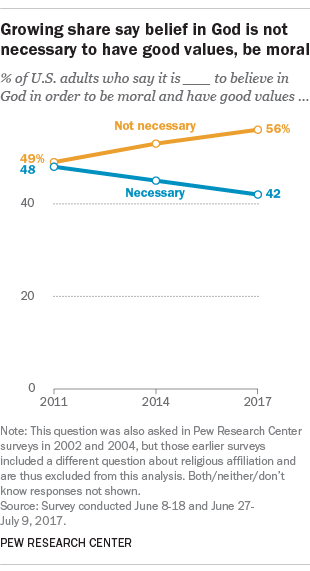 Growing share say belief in God is not
necessary to have good values, be moral
% of U.S. adults who say it is ____ to believe in
God in order to be moral and have good values ...
Not necessary
56%
49%
48
Necessary
42
40
20
0
2011
2014
2017
Note: This question was also asked in Pew Research Center
surveys in 2002 and 2004, but those earlier surveys
included a different question about religious affiliation and
are thus excluded from this analysis. Both/neither/don't
know responses not shown.
Source: Survey conducted June 8-18 and June 27-
July 9, 2017.
PEW RESEARCH CENTER